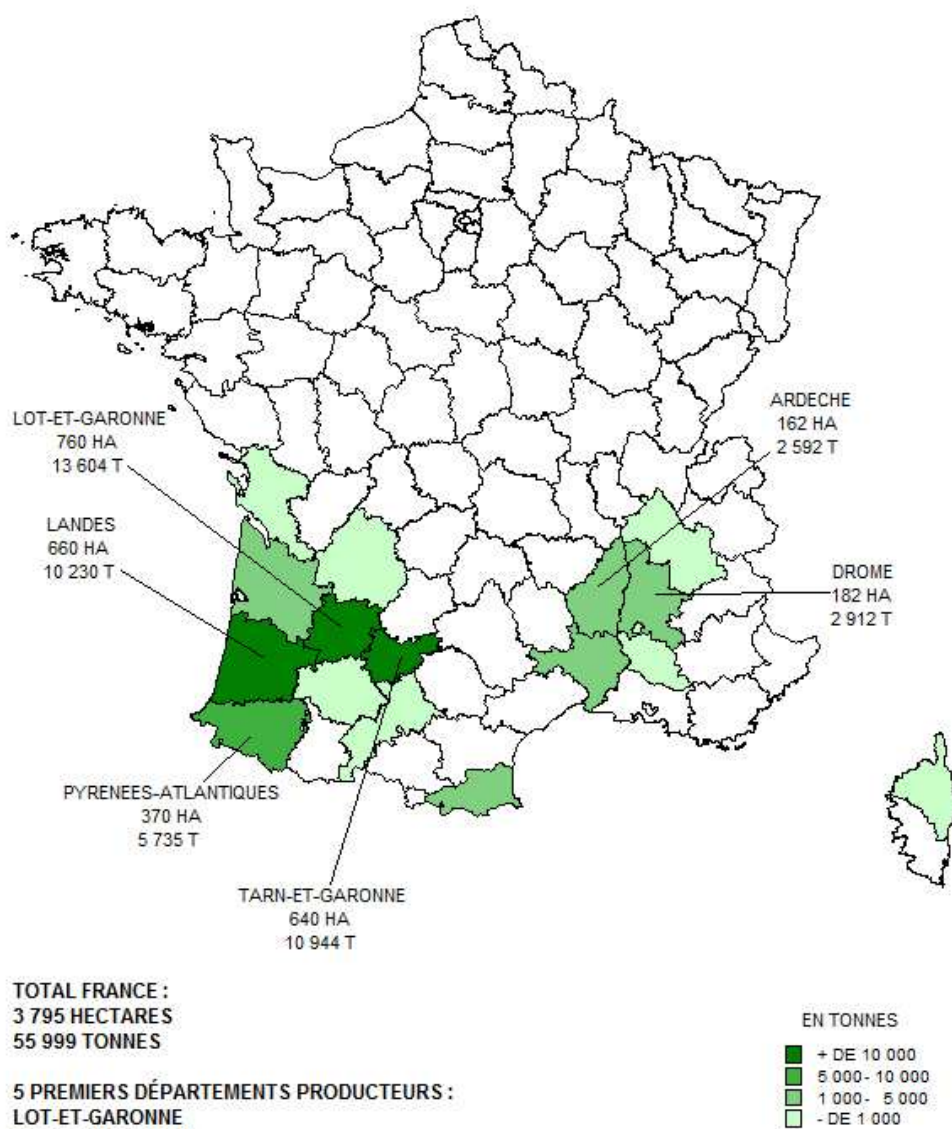 LOT-ET-GARONNE
760 HA
13 604 T
LANDES
660 HA
10 230 T
ARDECHE
162 HA
2 592 T
DROME
182 HA
2 912 T
PYRENEES-ATLANTIQUES
370 HA
5 735 T
TARN-ET-GARONNE
640 HA
10 944 T
TOTAL FRANCE :
3 795 HECTARES
55 999 TONNES
5 PREMIERS DÉPARTEMENTS PRODUCTEURS :
LOT-ET-GARONNE
EN TONNES
+ DE 10 000
5 000- 10 000
1 000- 5 000
- DE 1 000